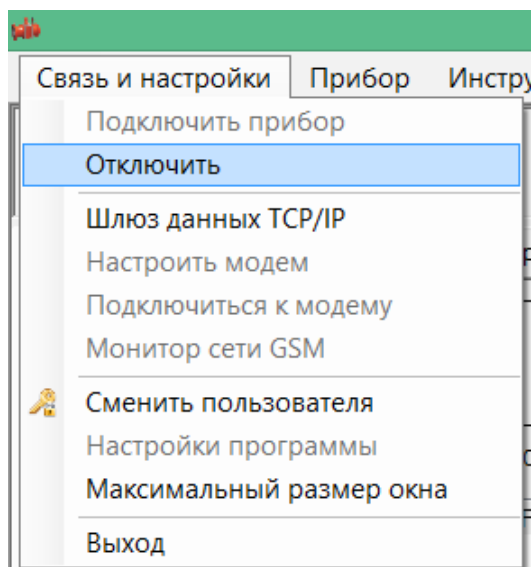 Связь и настройки Прибор Инстру
Подключить прибор
Отключить
Шлюз данных TCP/IP
Настроить модем
Подключиться к модему
Монитор сети GSM
Сменить пользователя
Настройки программы
Максимальный размер окна
Выход